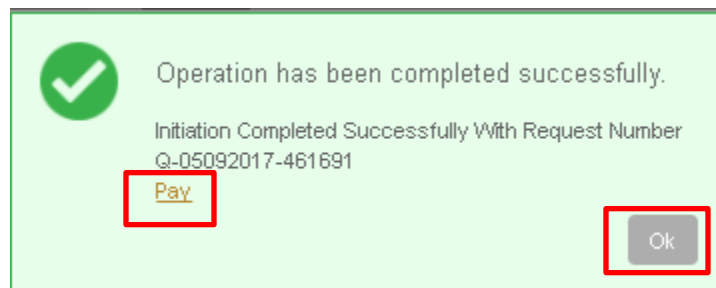 Operation has been completed successfully.
Initiation Completed Successfully With Request Number
Q-05092017-461691
Pay
Ok